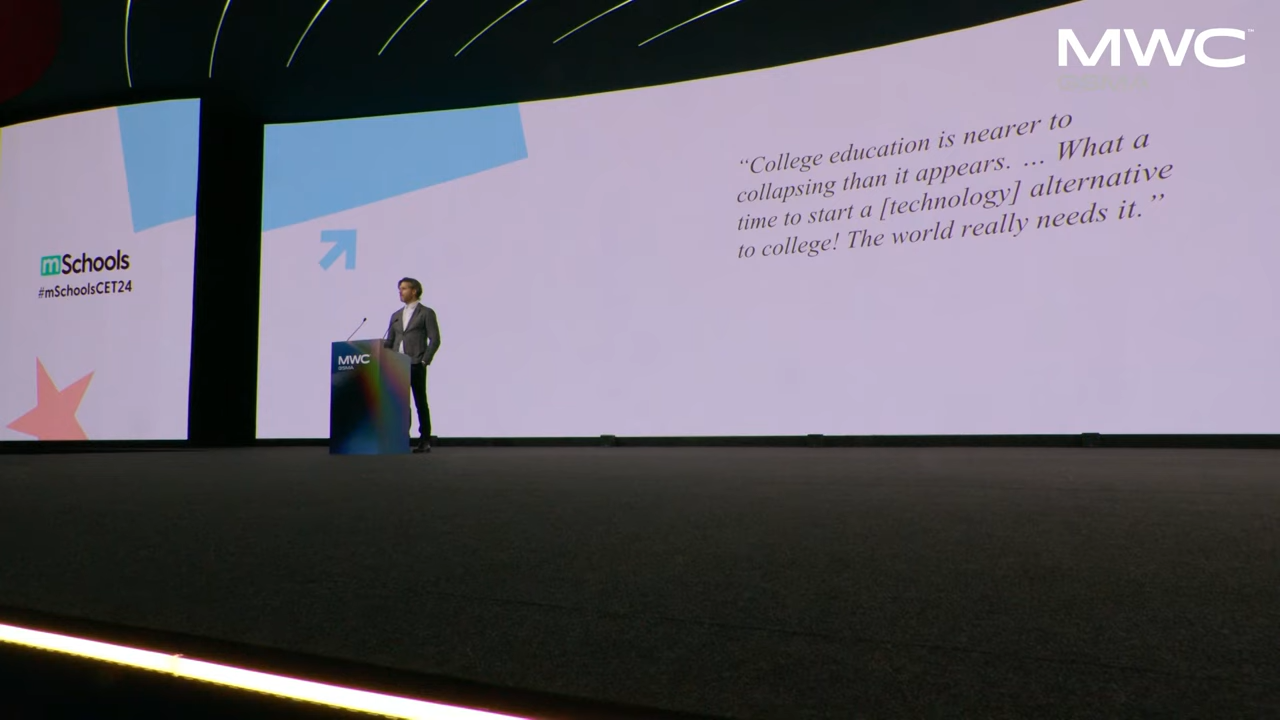 MWC
“College education is nearer to
collapsing than it appears. ... What a
time to start a [technology] alternative
to college! The world really needs it.”
mSchools
#mSchoolsCET24
MWC